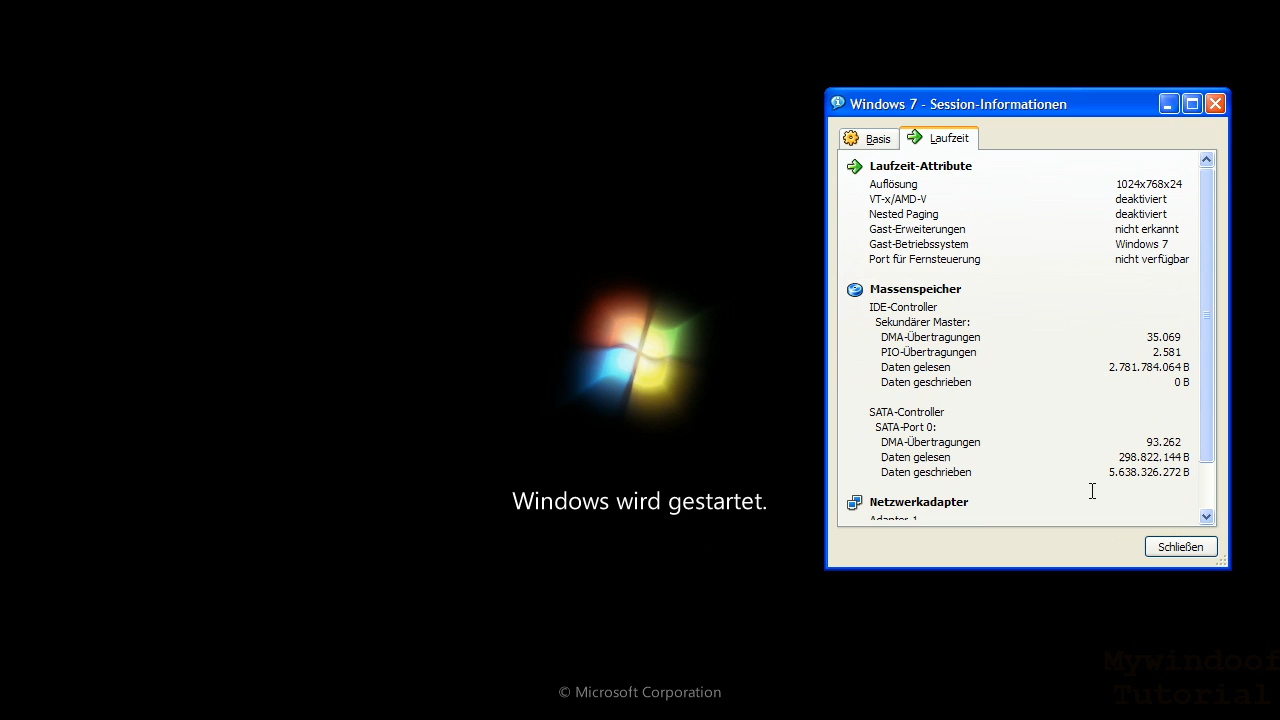 Windows 7 - Session-Informationen
Basis
Laufzeit
Laufzeit-Attribute
Auflösung 1024x768x24
VT-x/AMD-V deaktiviert
Nested Paging deaktiviert
Gast-Erweiterungen nicht erkannt
Gast-Betriebssystem Windows 7
Port für Fernsteuerung nicht verfügbar
Massenspeicher
IDE-Controller
Sekundärer Master:
DMA-Übertragungen 35.069
PIO-Übertragungen 2.581
Daten gelesen 2.781.784.064 B
Daten geschrieben 0 B
SATA-Controller
SATA-Port 0:
DMA-Übertragungen 93.262
Daten gelesen 298.822.144 B
Daten geschrieben 5.638.326.272 B
Netzwerkadapter
Adapter 1
Schließen
Windows wird gestartet.
© Microsoft Corporation
Mywindoof
Tutorial